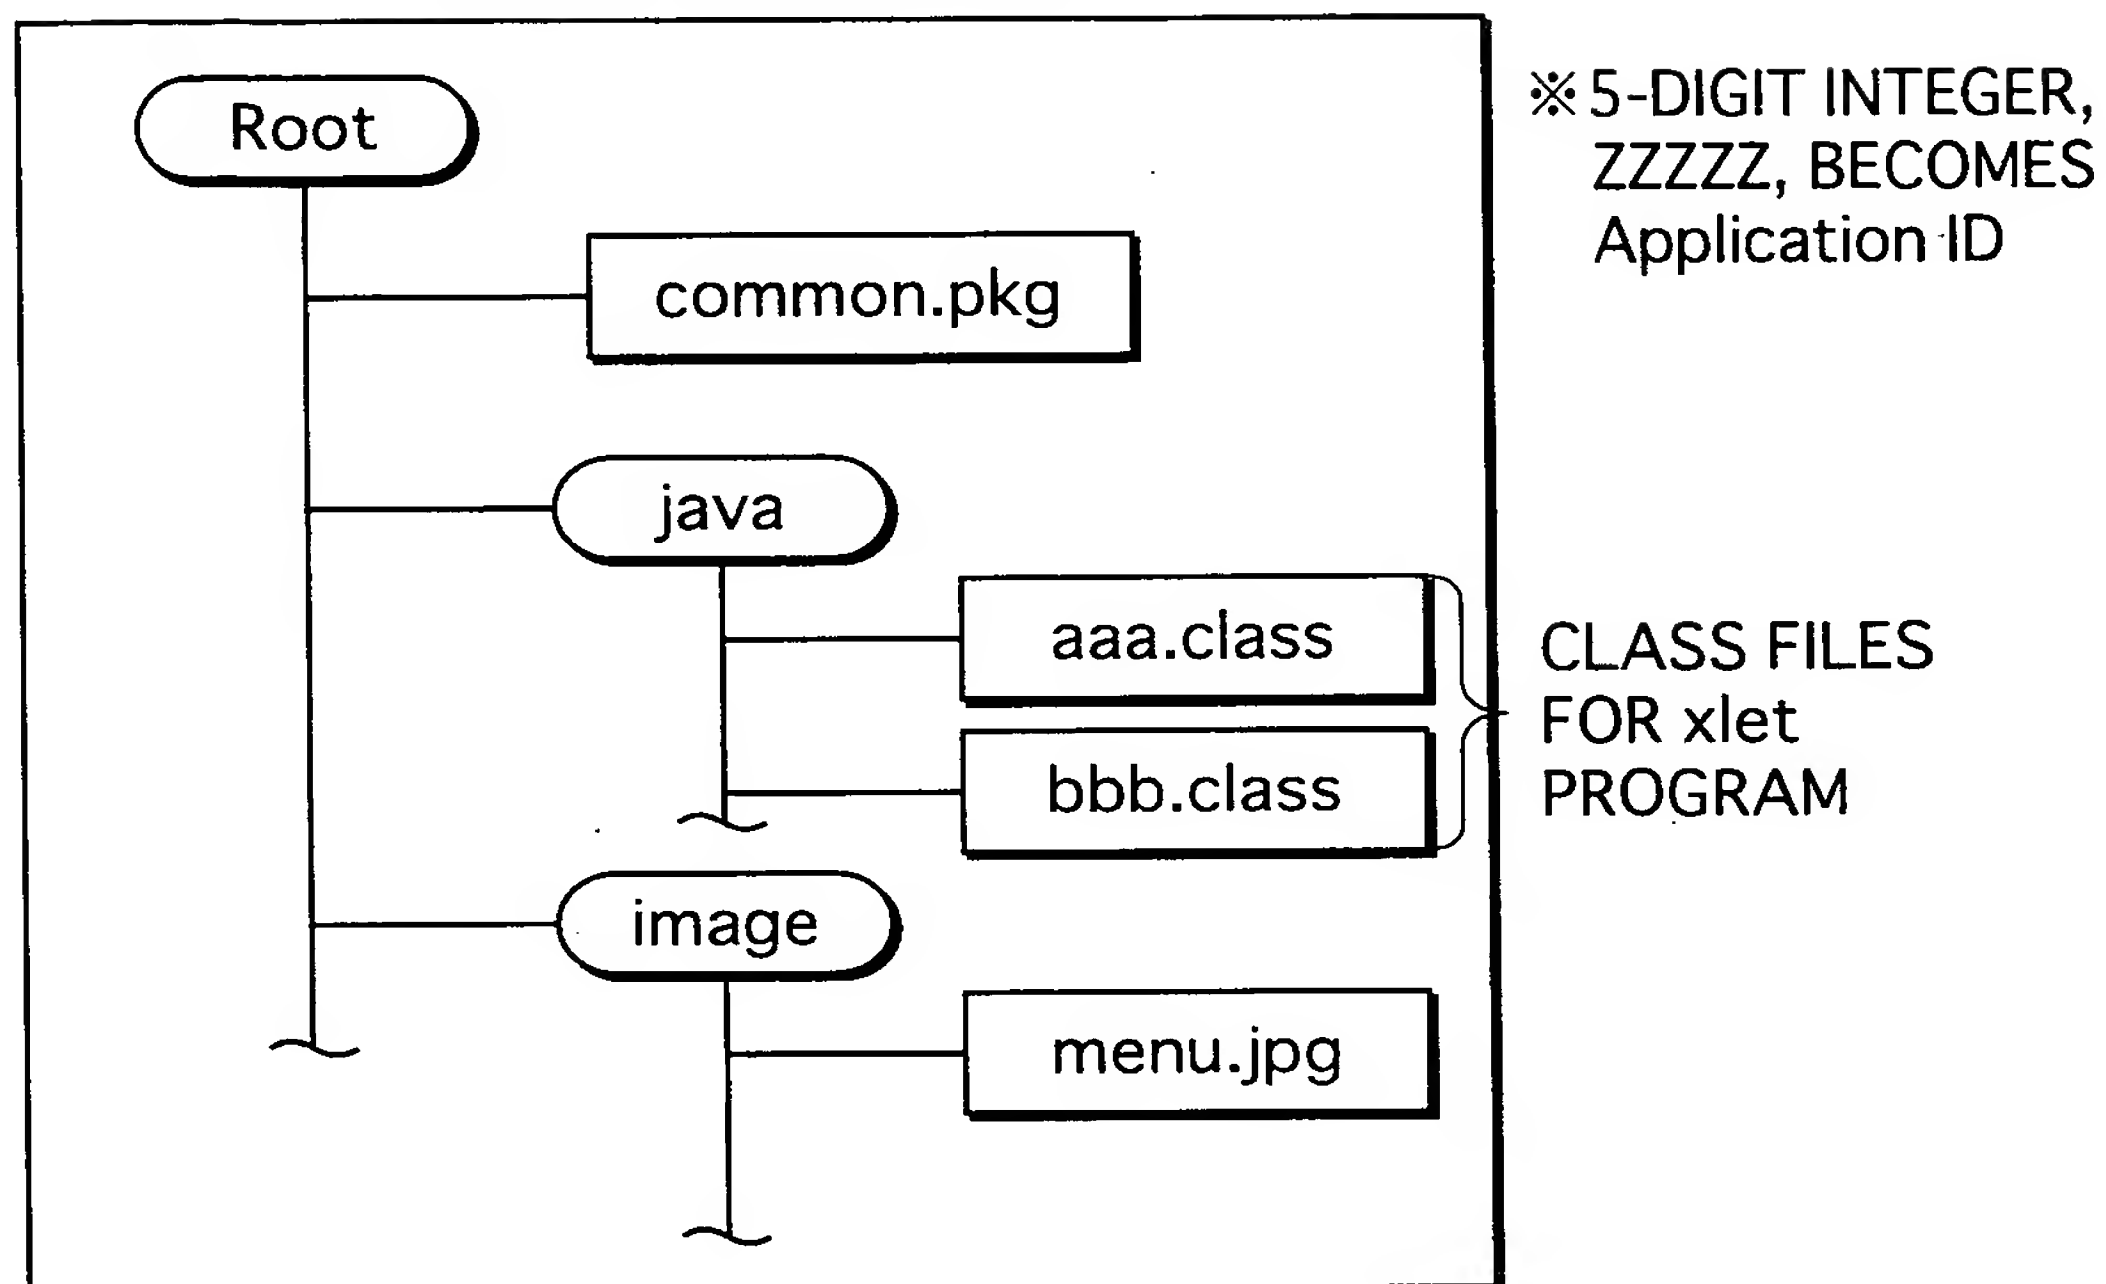 Root
※5-DIGIT INTEGER,
ZZZZZ, BECOMES
Application ID
common.pkg
java
aaa.class
CLASS FILES
FOR xlet
PROGRAM
bbb.class
image
menu.jpg